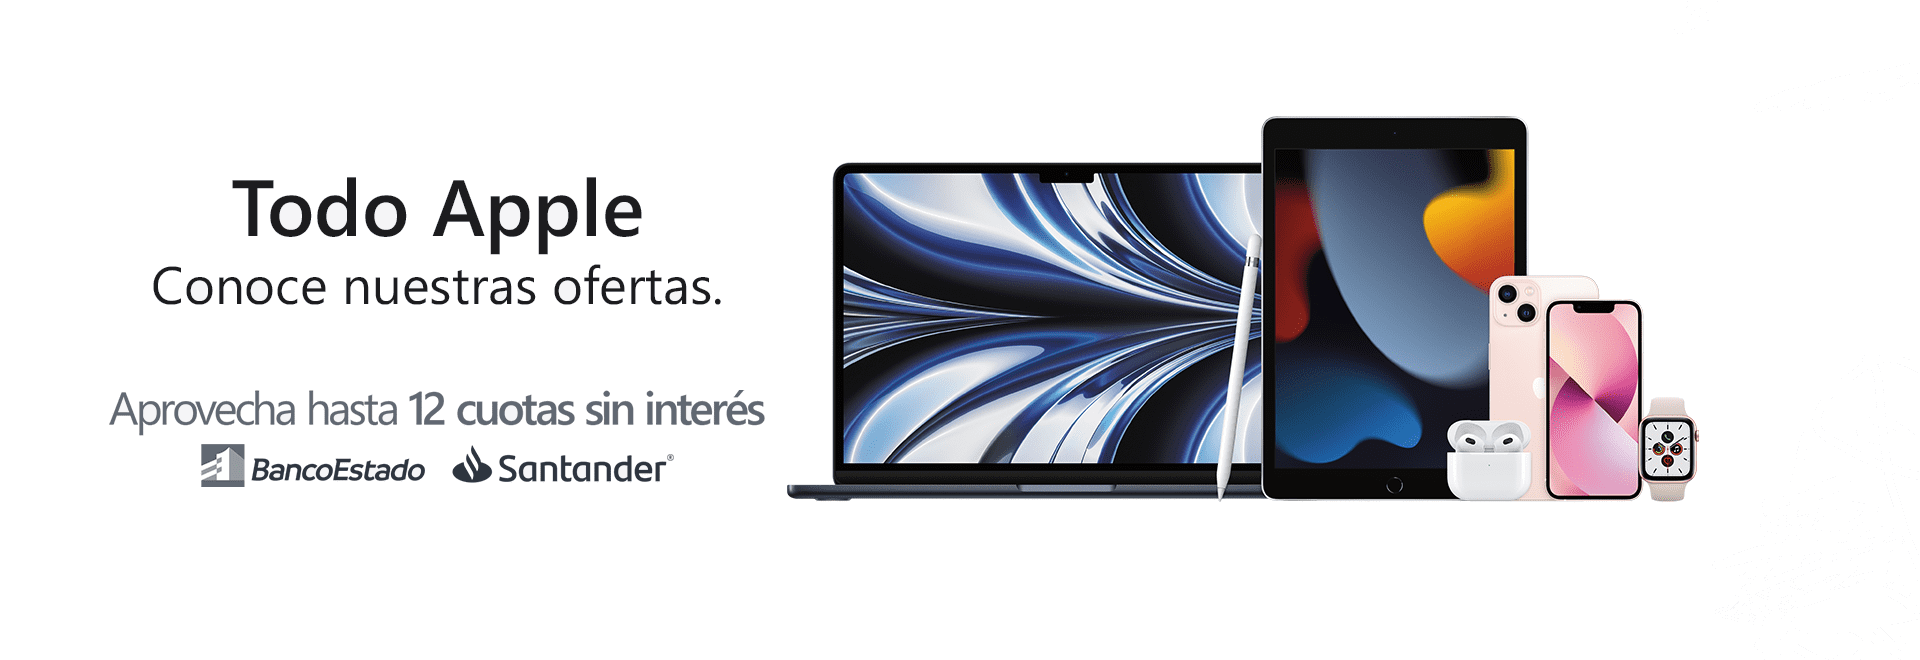 Todo Apple
Conoce nuestras ofertas.
Aprovecha hasta 12 cuotas sin interés
BancoEstado Santander®